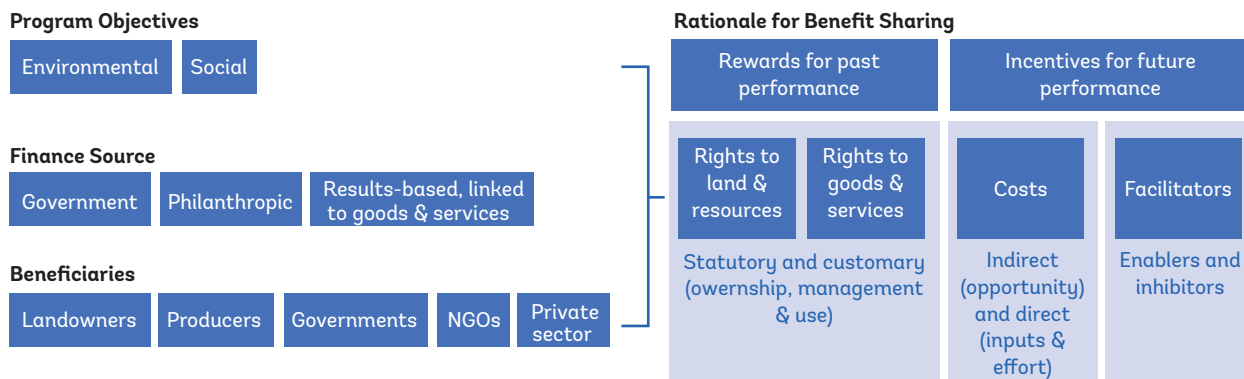 Program Objectives
Environmental
Social
Finance Source
Government
Philanthropic
Results-based, linked
to goods & services
Beneficiaries
Landowners
Producers
Governments
NGOs
Private
sector
Rationale for Benefit Sharing
Rewards for past
performance
Incentives for future
performance
Rights to
land &
resources
Rights to
goods &
services
Statutory and customary
(ownership, management
& use)
Costs
Indirect
(opportunity)
and direct
(inputs &
effort)
Facilitators
Enablers and
inhibitors